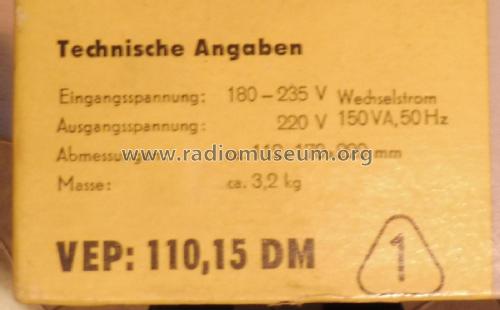 Technische Angaben
Eingangsspannung: 180-235 V Wechselstrom
Ausgangsspannung: 220 V 150 VA, 50 Hz
www.radiomuseum.org
mm
Masse: ca. 3,2 kg
VEP: 110,15 DM
1